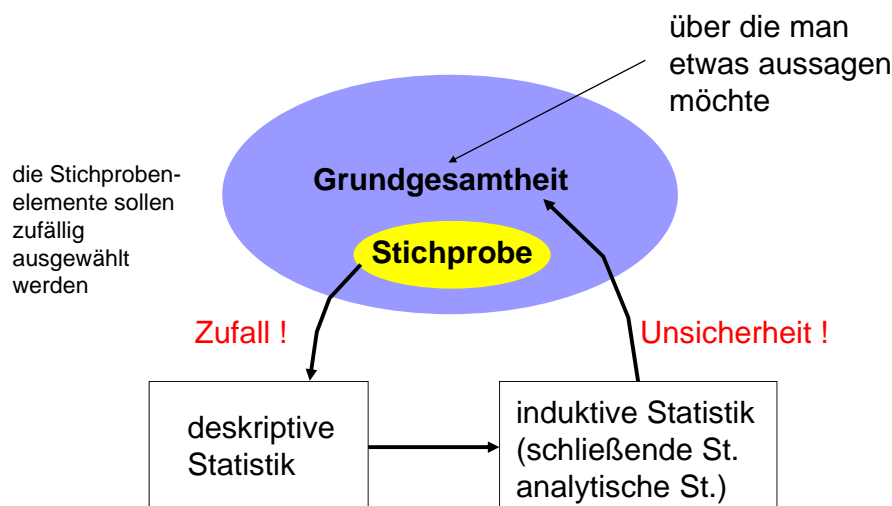 über die man
etwas aussagen
möchte
die Stichproben-
elemente sollen
zufällig
ausgewählt
werden
Grundgesamtheit
Stichprobe
Zufall !
Unsicherheit !
deskriptive
Statistik
induktive Statistik
(schließende St.
analytische St.)